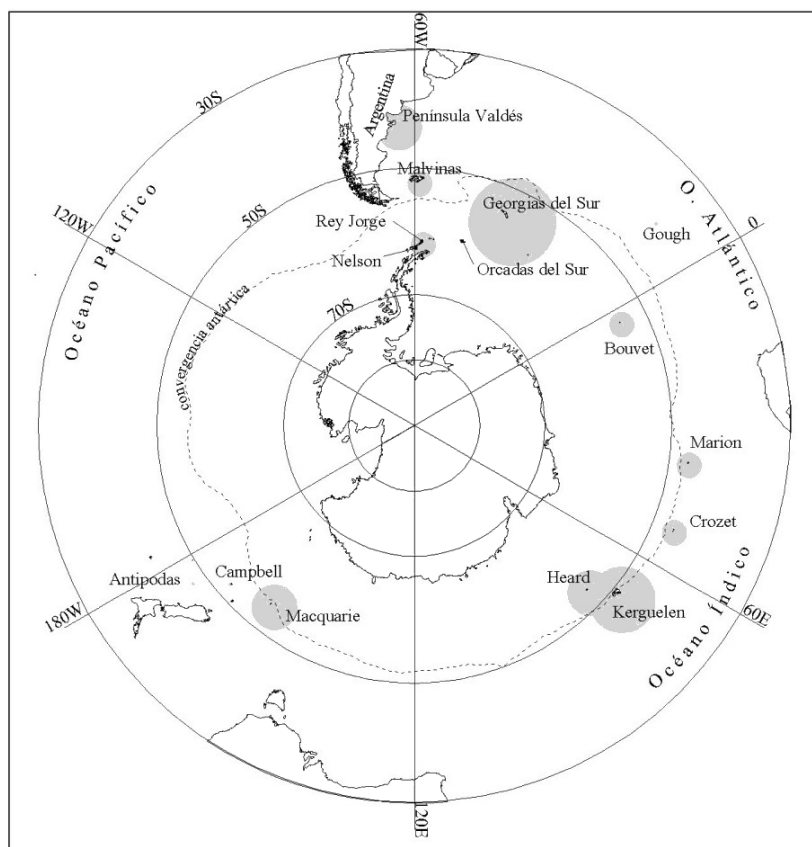 60W
30S
Argentina
Península Valdés
Malvinas
Océano Pacífico
120W
50S
Georgias del Sur
O. Atlántico
0
Rey Jorge
Gough
Nelson
Orcadas del Sur
70S
convergencia antártica
Bouvet
Marion
Crozet
Campbell
Heard
Antipodas
Macquarie
Kerguelen
180W
60E
Océano Índico
120E